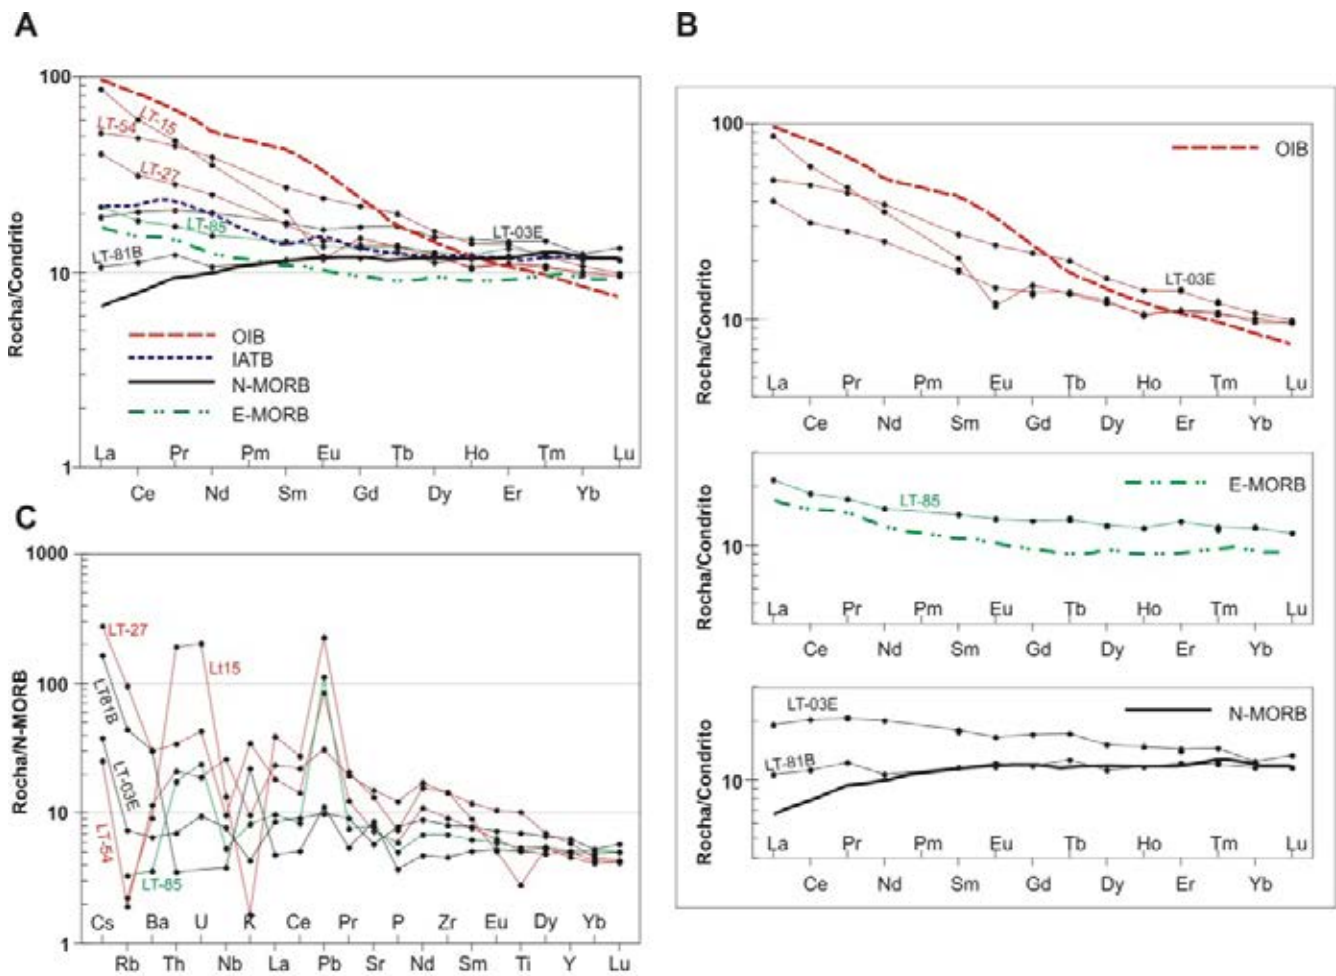 A
Rocha/Condrito
100
10
1
LT-54
LT-15
LT-27
LT-85
LT-03E
LT-81B
OIB
IATB
N-MORB
E-MORB
La Pr Pm Eu Tb Ho Tm Lu
Ce Nd Sm Gd Dy Er Yb
B
Rocha/Condrito
100
10
OIB
LT-03E
La Pr Pm Eu Tb Ho Tm Lu
Ce Nd Sm Gd Dy Er Yb
Rocha/Condrito
10
LT-85
E-MORB
La Pr Pm Eu Tb Ho Tm Lu
Ce Nd Sm Gd Dy Er Yb
Rocha/Condrito
10
LT-03E
N-MORB
LT-81B
La Pr Pm Eu Tb Ho Tm Lu
Ce Nd Sm Gd Dy Er Yb
C
Rocha/N-MORB
1000
100
10
1
LT-27
LT81B
Lt15
LT-03E
LT-54
LT-85
Cs Ba U K Ce Pr P Zr Eu Dy Yb
Rb Th Nb La Pb Sr Nd Sm Ti Y Lu